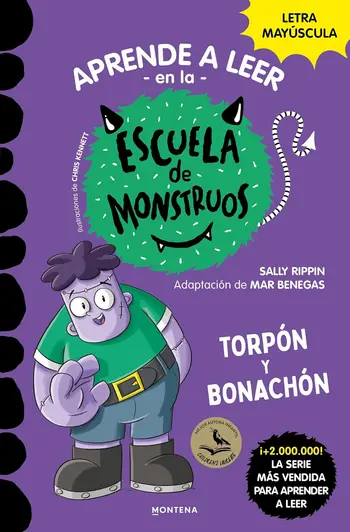 LETRA
MAYÚSCULA
APRENDE A LEER
- en la -
ESCUELA
de
MONSTRUOS
Ilustraciones de CHRIS KENNETT
SALLY RIPPIN
Adaptación de MAR BENEGAS
TORPÓN
Y
BONACHÓN
¡+2.000.000!
LA SERIE
MÁS VENDIDA
PARA APRENDER
A LEER
MONTENA